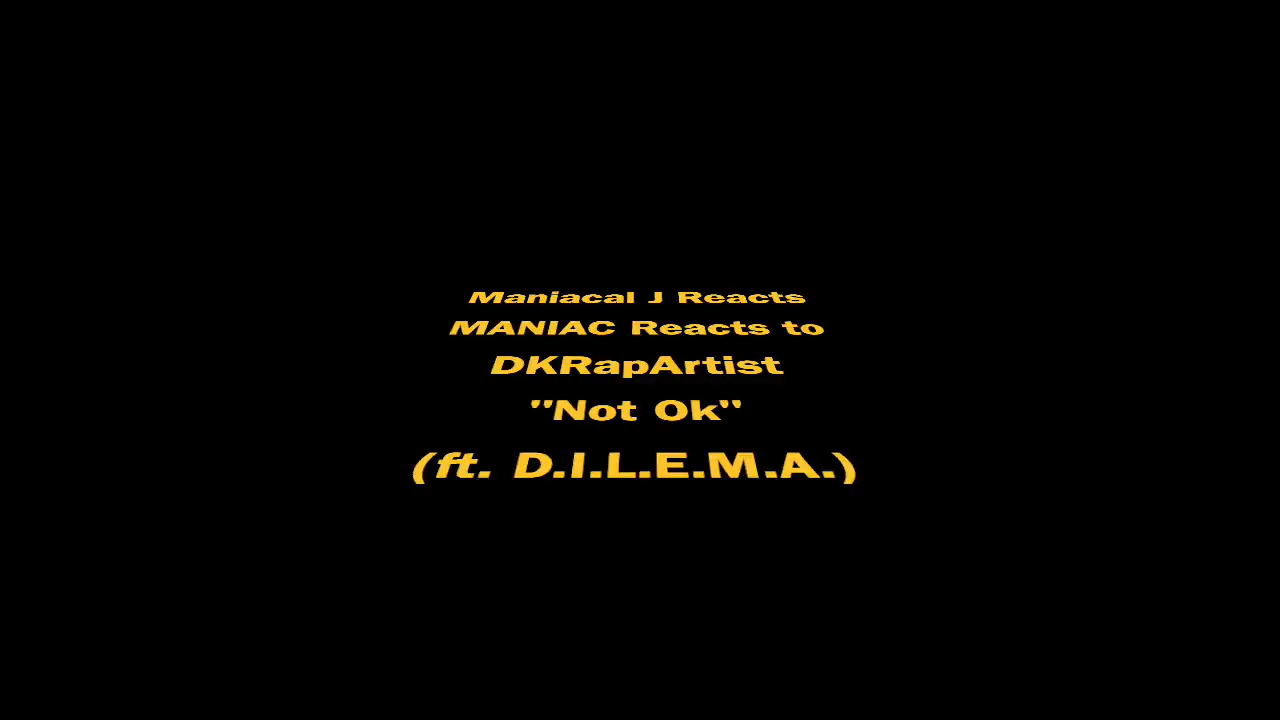 Maniacal J Reacts
MANIAC Reacts to
DKRapArtist
"Not Ok"
(ft. D.I.L.E.M.A.)